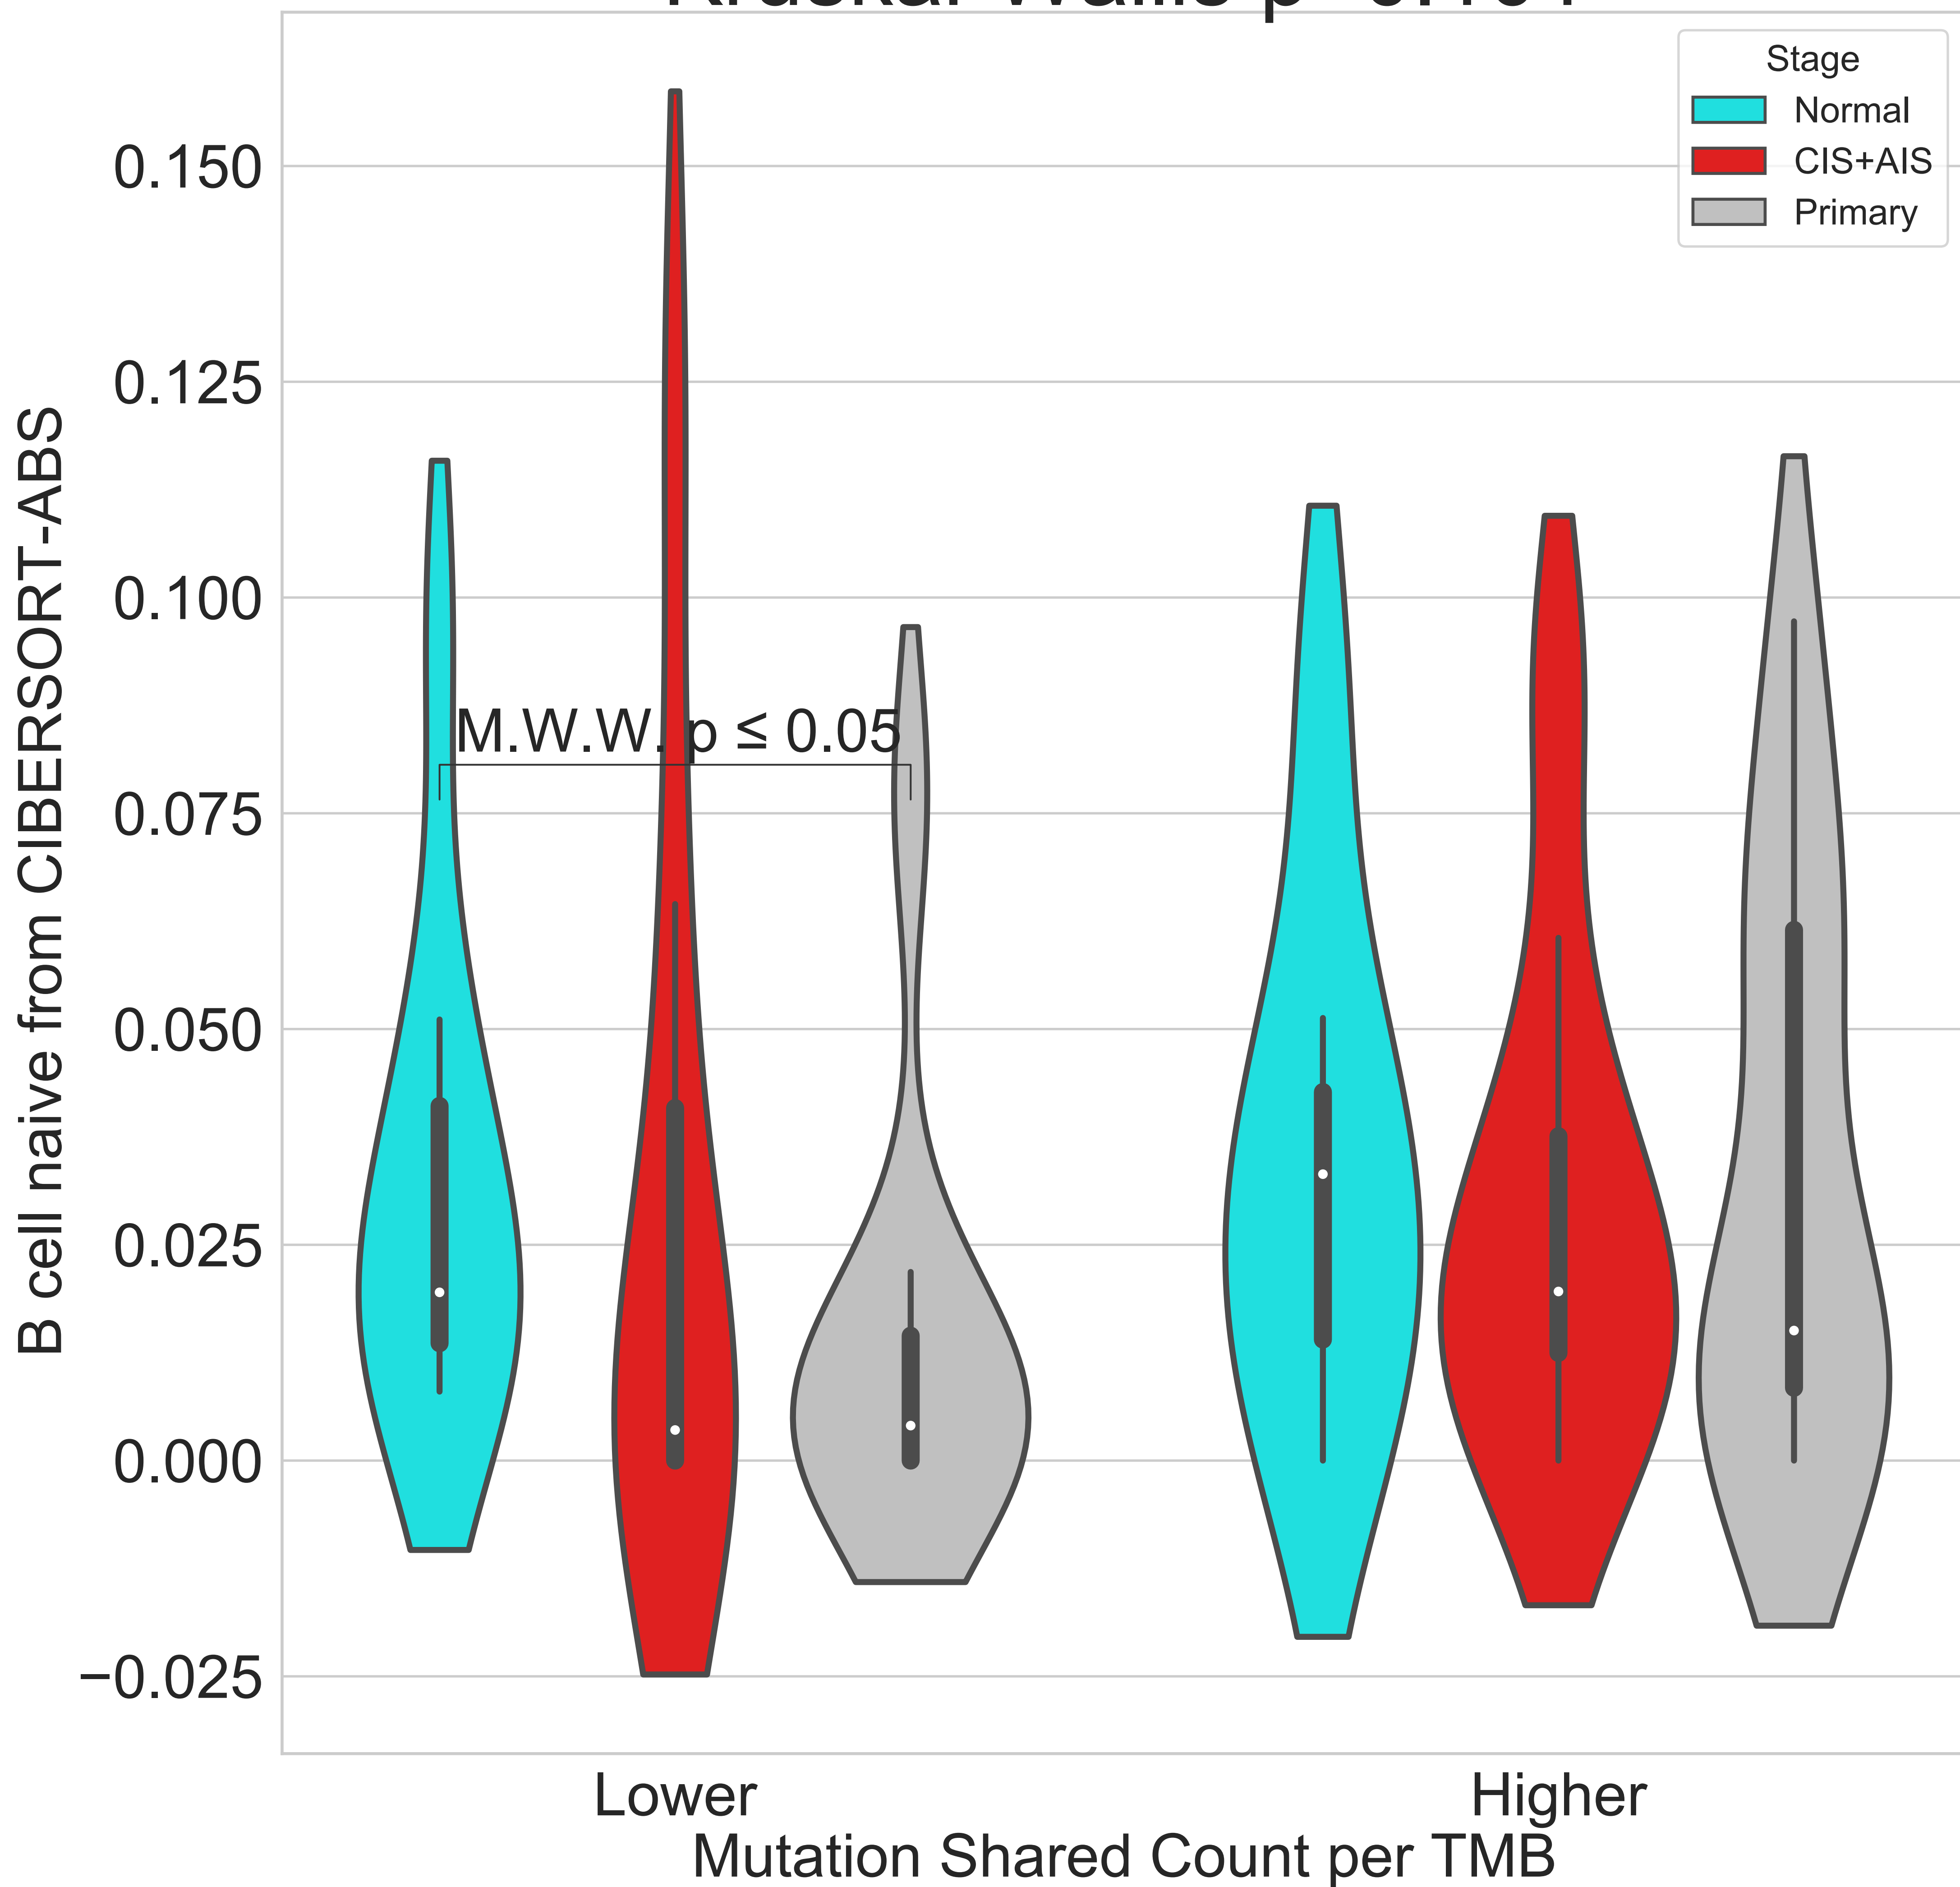 Stage
Normal
CIS+AIS
Primary
0.150
0.125
0.100
0.075
0.050
0.025
0.000
−0.025
B cell naive from CIBERSORT-ABS
M.W.W. p ≤ 0.05
Lower
Higher
Mutation Shared Count per TMB